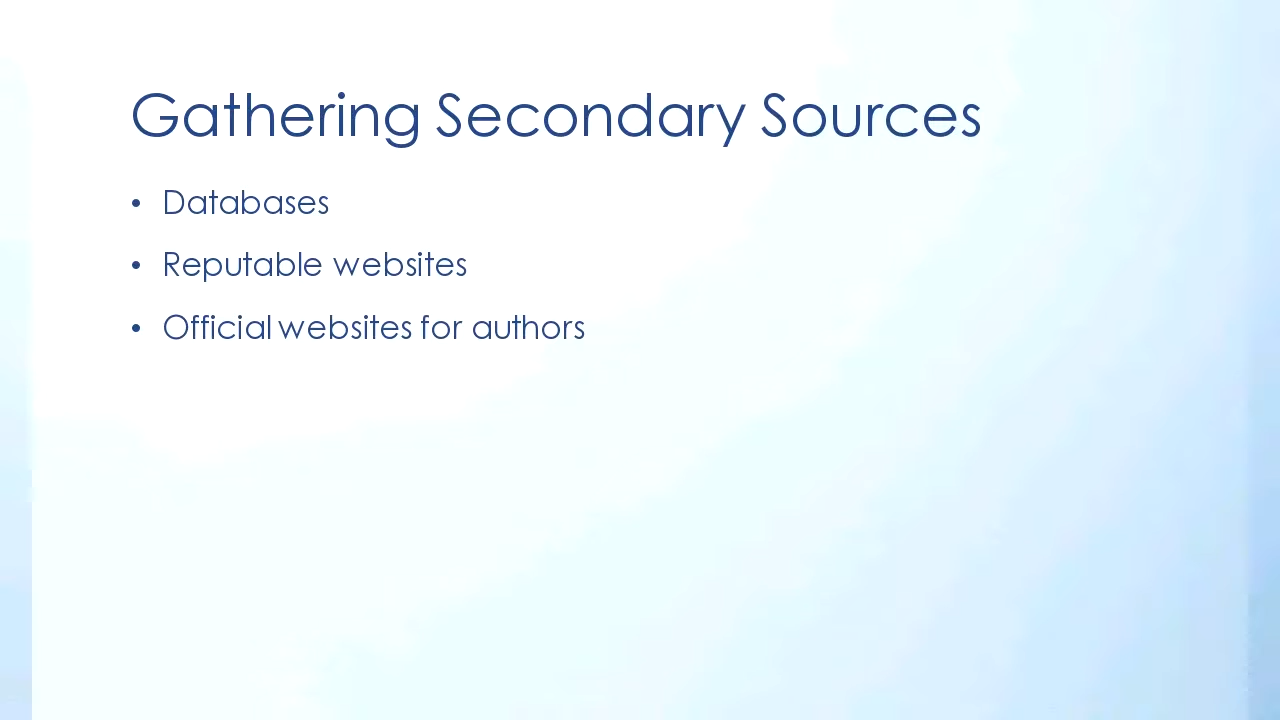 Gathering Secondary Sources
• Databases
• Reputable websites
• Official websites for authors